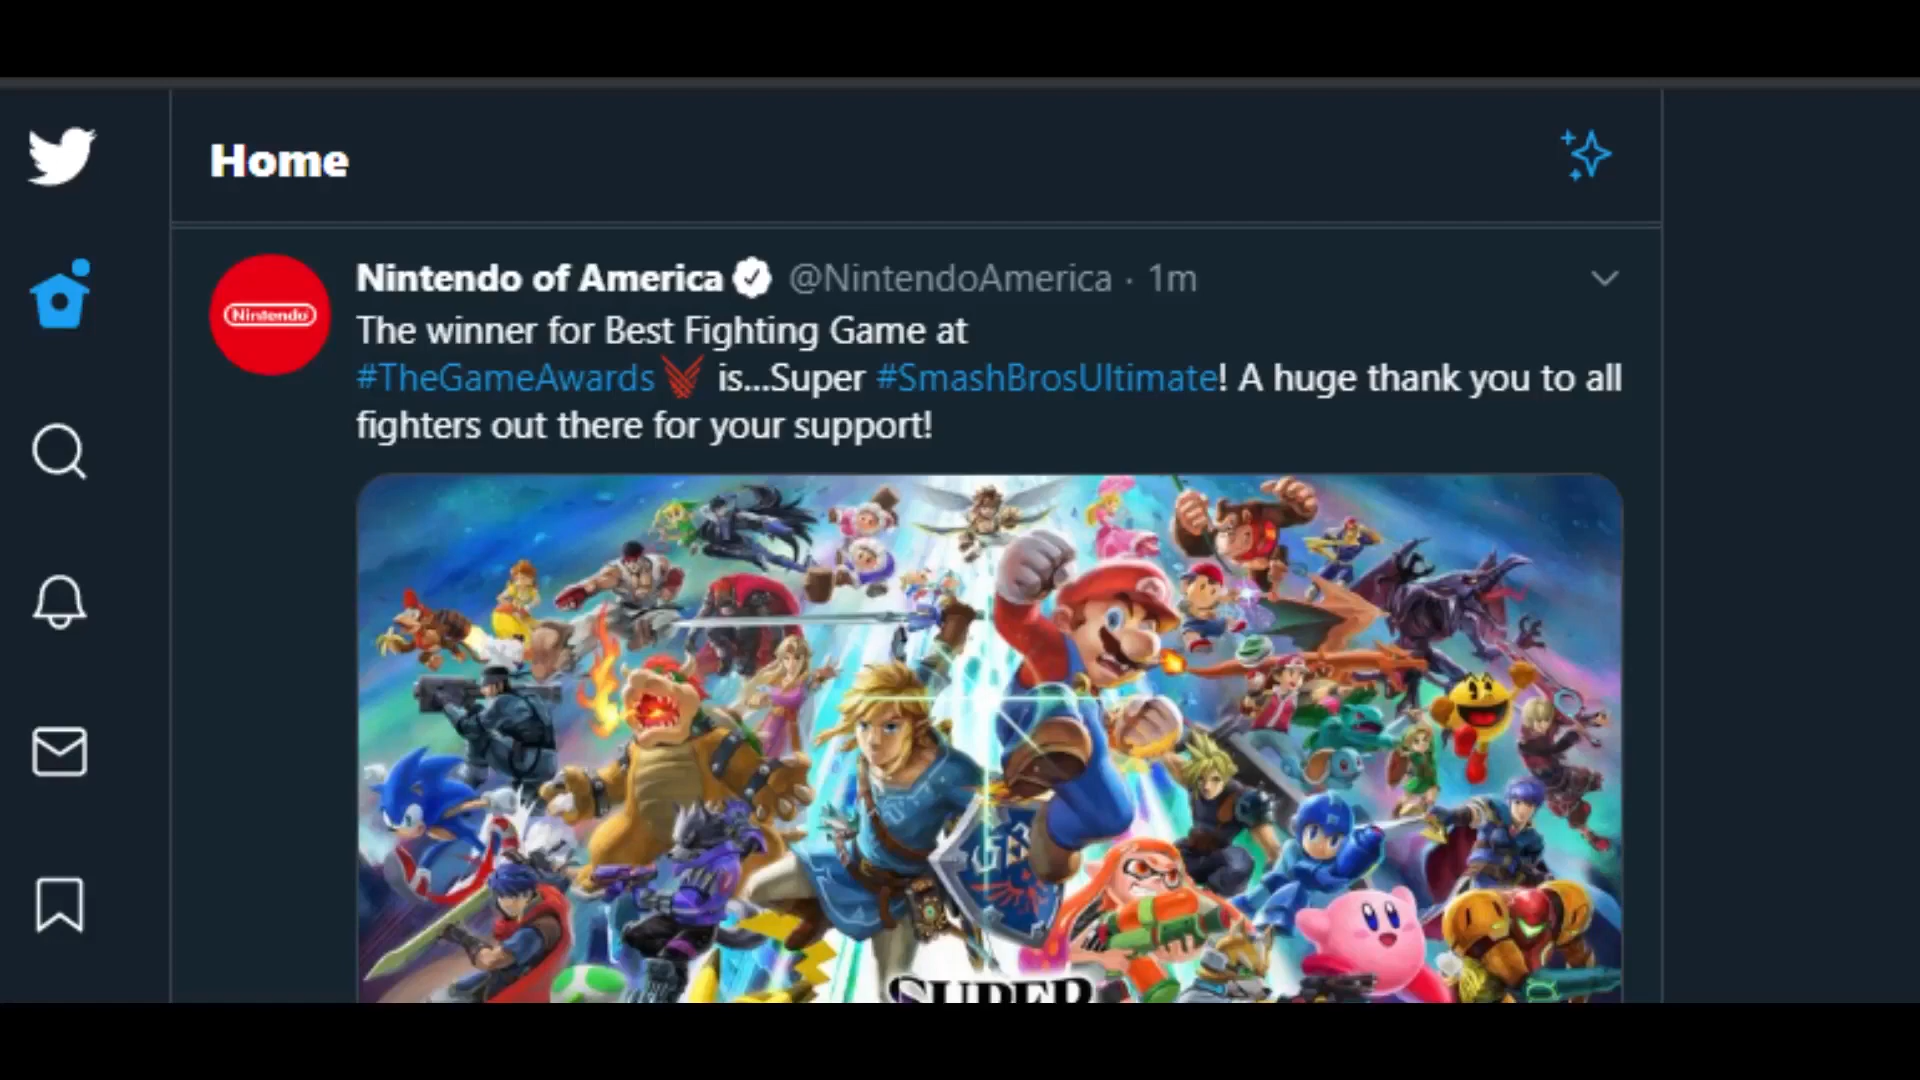 Home
Nintendo of America @NintendoAmerica · 1m
Nintendo
The winner for Best Fighting Game at
#TheGameAwards is...Super #SmashBrosUltimate! A huge thank you to all
fighters out there for your support!
SUPER